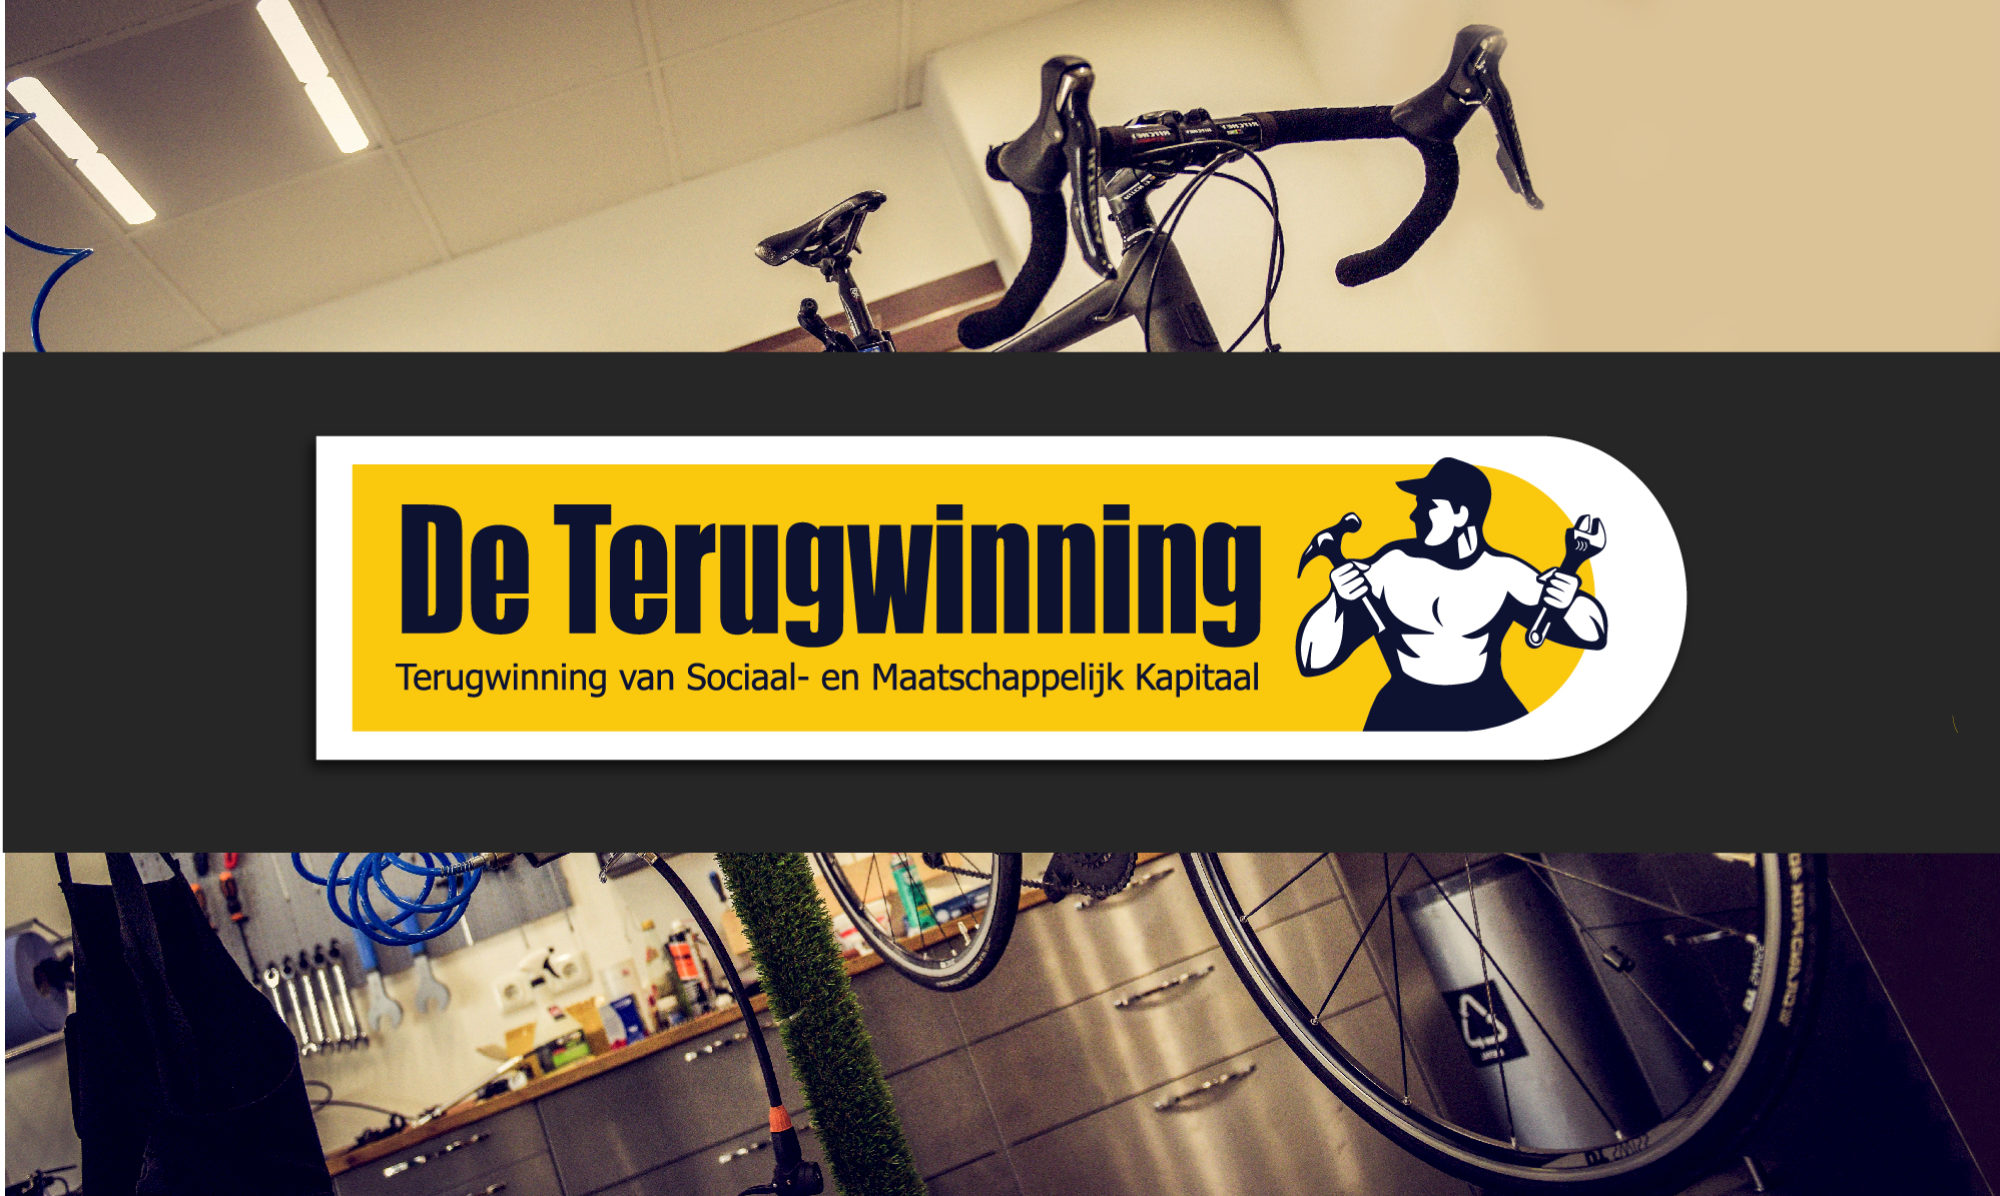 De Terugwinning
Terugwinning van Sociaal- en Maatschappelijk Kapitaal